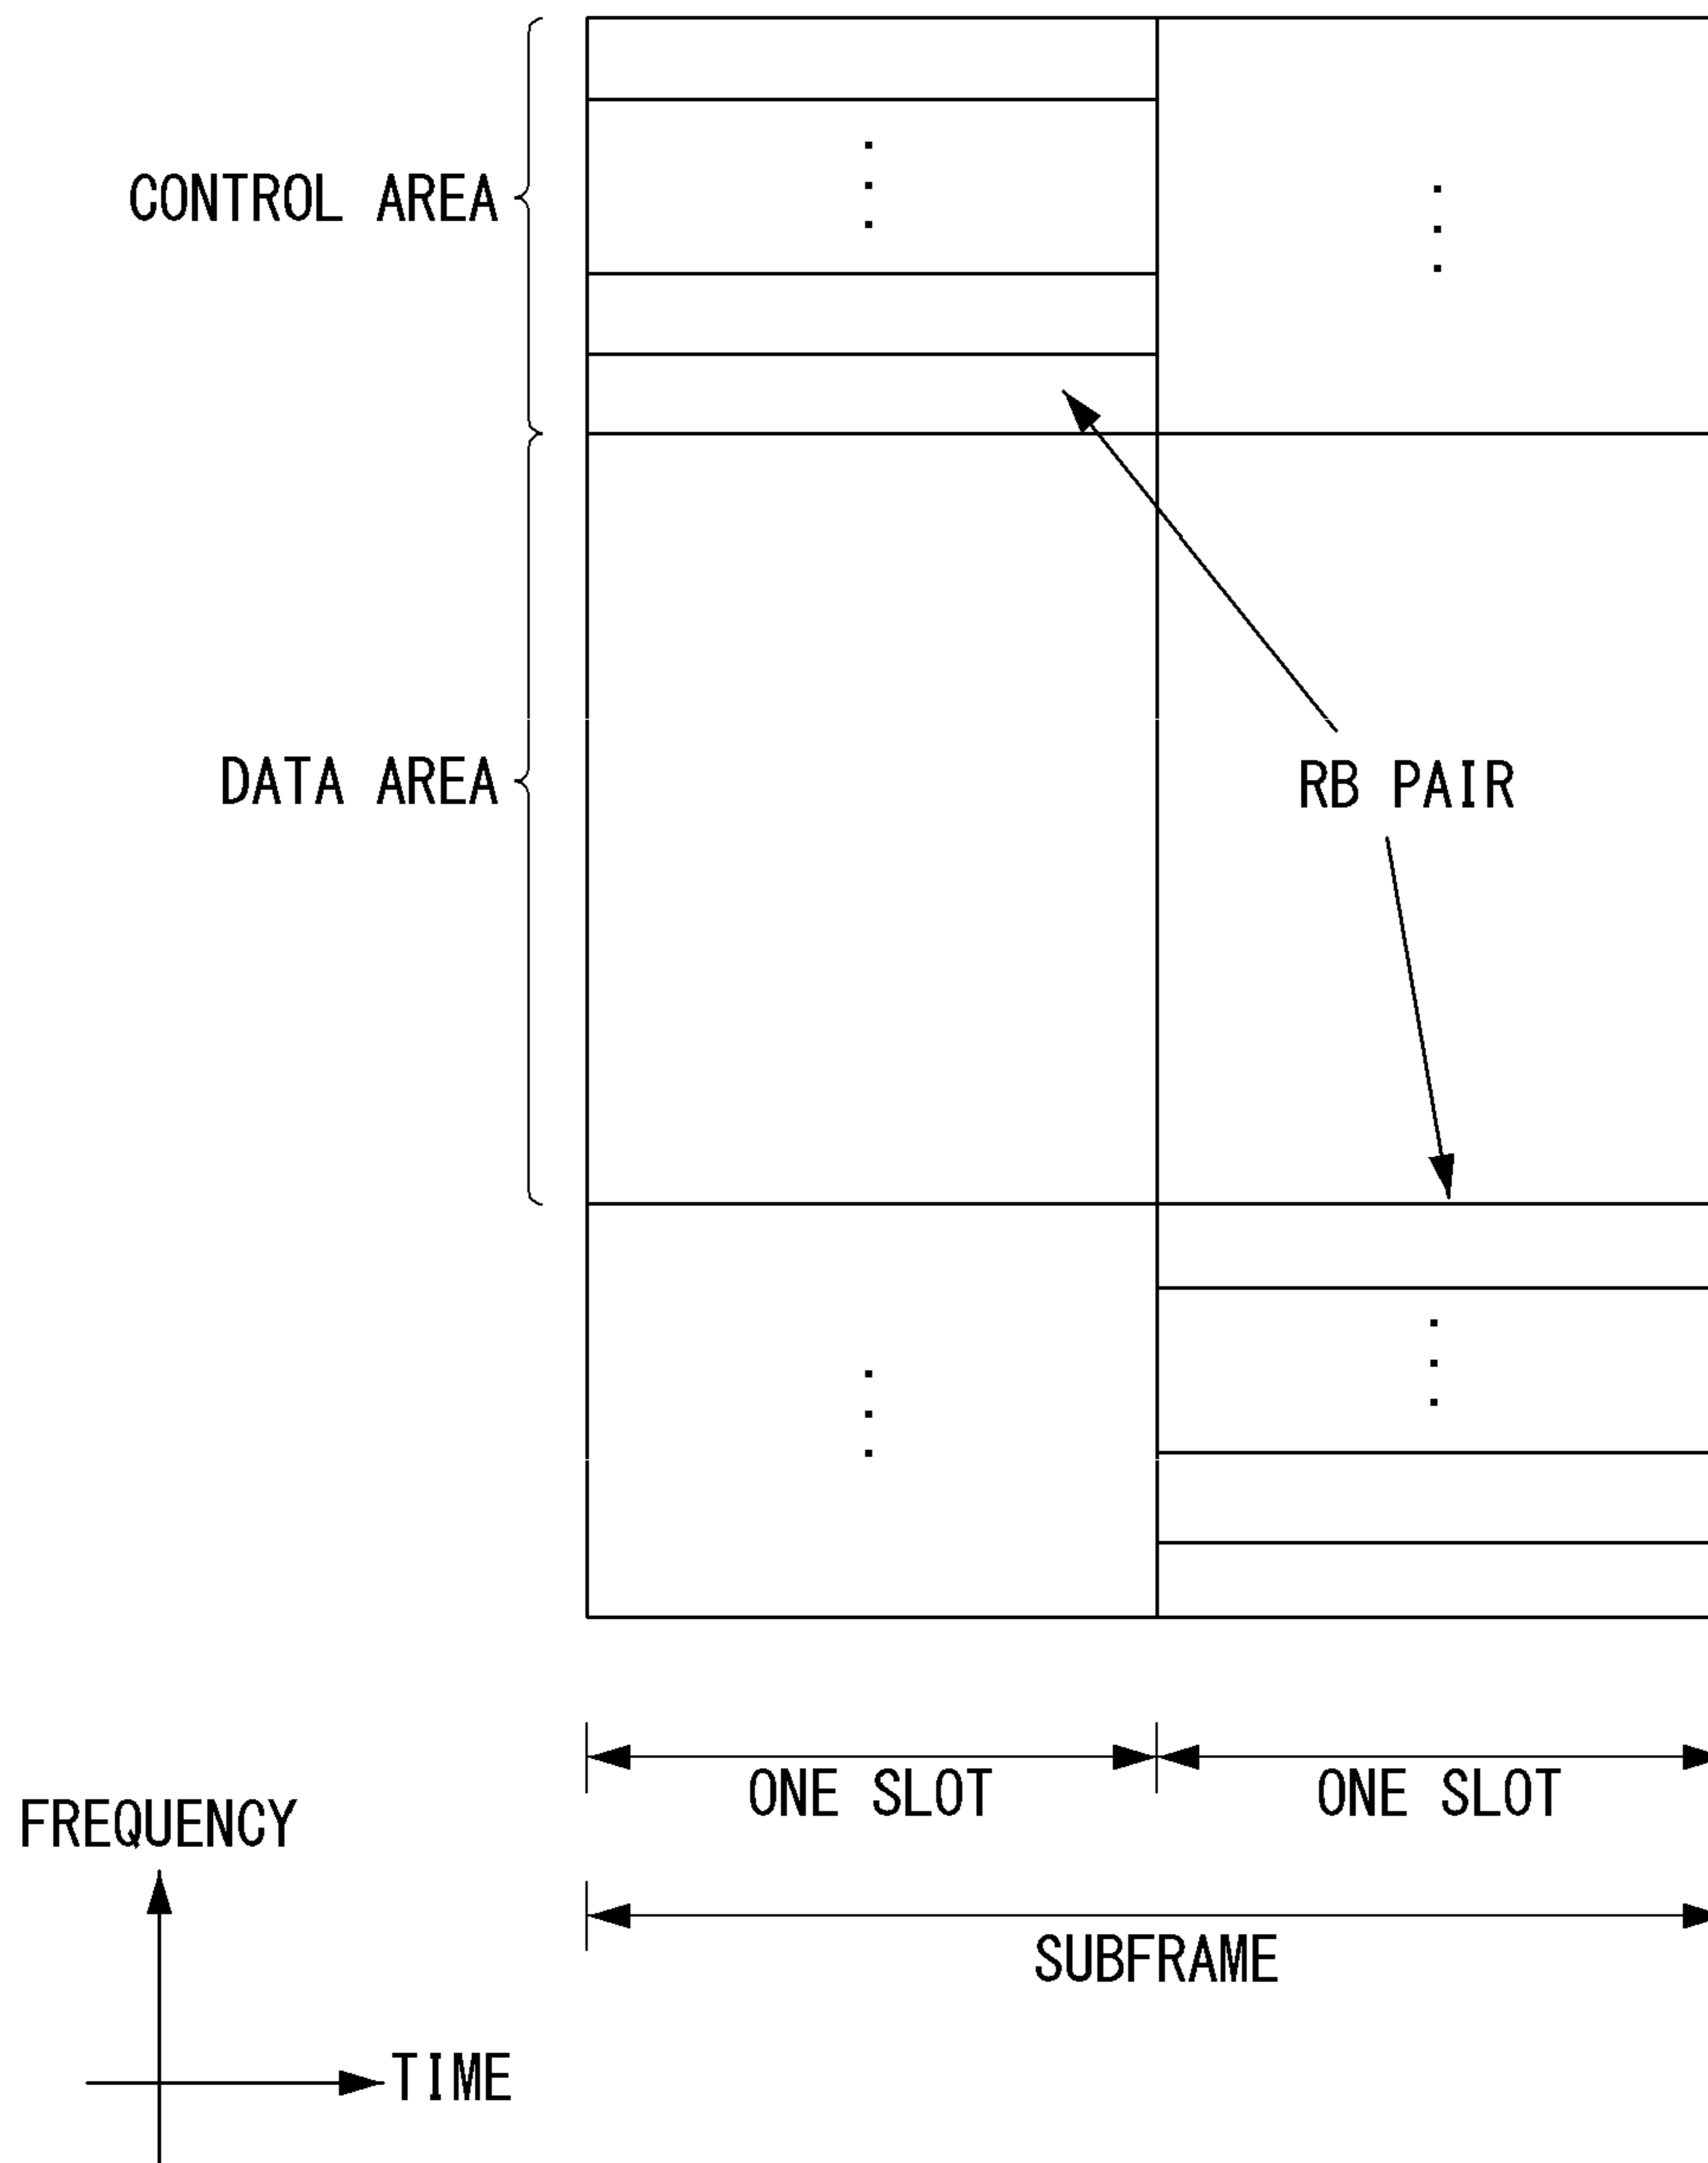 CONTROL AREA
DATA AREA
RB PAIR
ONE SLOT
ONE SLOT
FREQUENCY
SUBFRAME
TIME